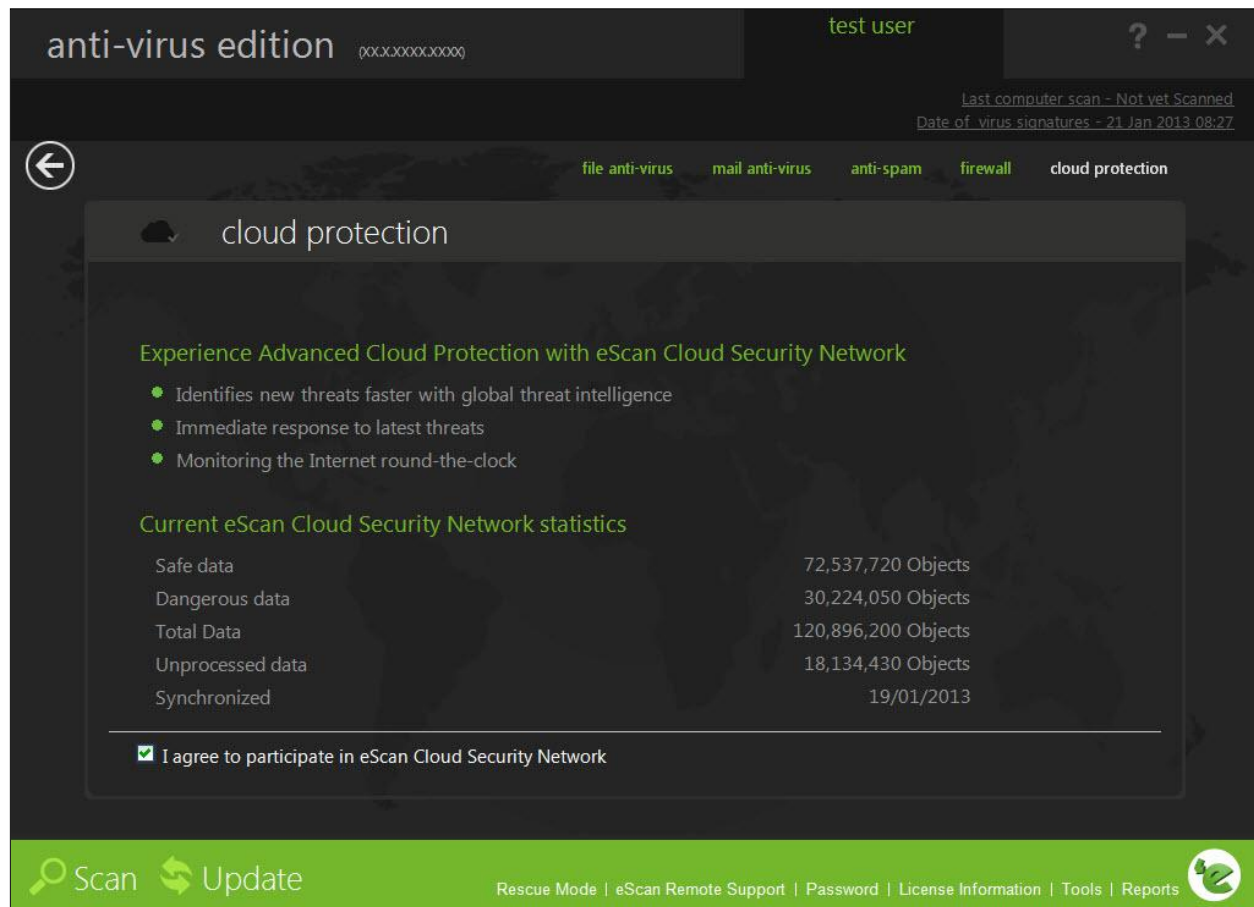 anti-virus edition (xx.x.xxxx.xxxx)
test user
? – ×
Last computer scan - Not yet Scanned
Date of virus signatures - 21 Jan 2013 08:27
file anti-virus mail anti-virus anti-spam firewall cloud protection
cloud protection
Experience Advanced Cloud Protection with eScan Cloud Security Network
Identifies new threats faster with global threat intelligence
Immediate response to latest threats
Monitoring the Internet round-the-clock
Current eScan Cloud Security Network statistics
Safe data 72,537,720 Objects
Dangerous data 30,224,050 Objects
Total Data 120,896,200 Objects
Unprocessed data 18,134,430 Objects
Synchronized 19/01/2013
I agree to participate in eScan Cloud Security Network
Scan Update
Rescue Mode | eScan Remote Support | Password | License Information | Tools | Reports